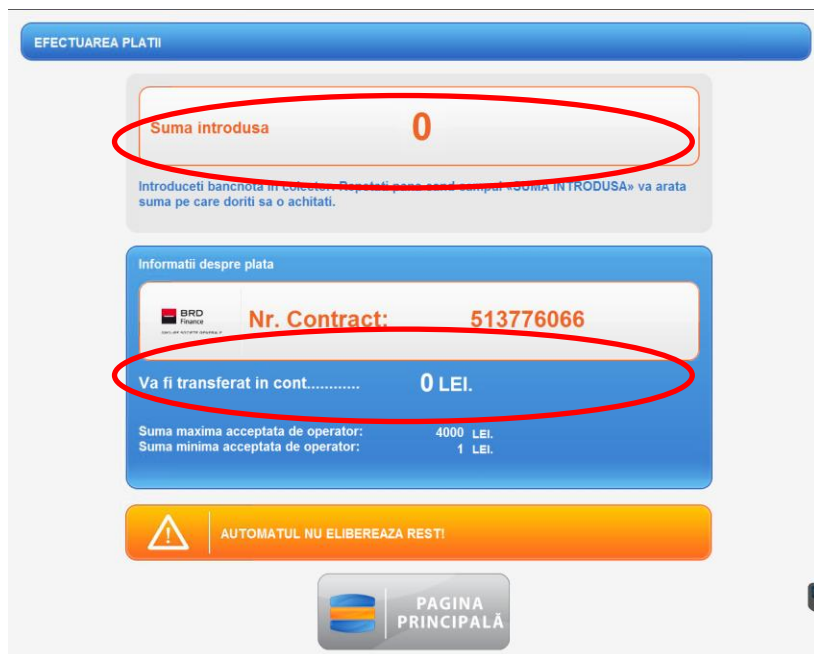 EFECTUAREA PLATII
Suma introdusa 0
Introduceti bancnota in colector. Repetati pana cand campul «SUMA INTRODUSA» va arata
suma pe care doriti sa o achitati.
Informatii despre plata
BRD
Finance
GROUPE SOCIETE GENERALE
Nr. Contract: 513776066
Va fi transferat in cont............ 0 LEI.
Suma maxima acceptata de operator: 4000 LEI.
Suma minima acceptata de operator: 1 LEI.
AUTOMATUL NU ELIBEREAZA REST!
PAGINA
PRINCIPALĂ